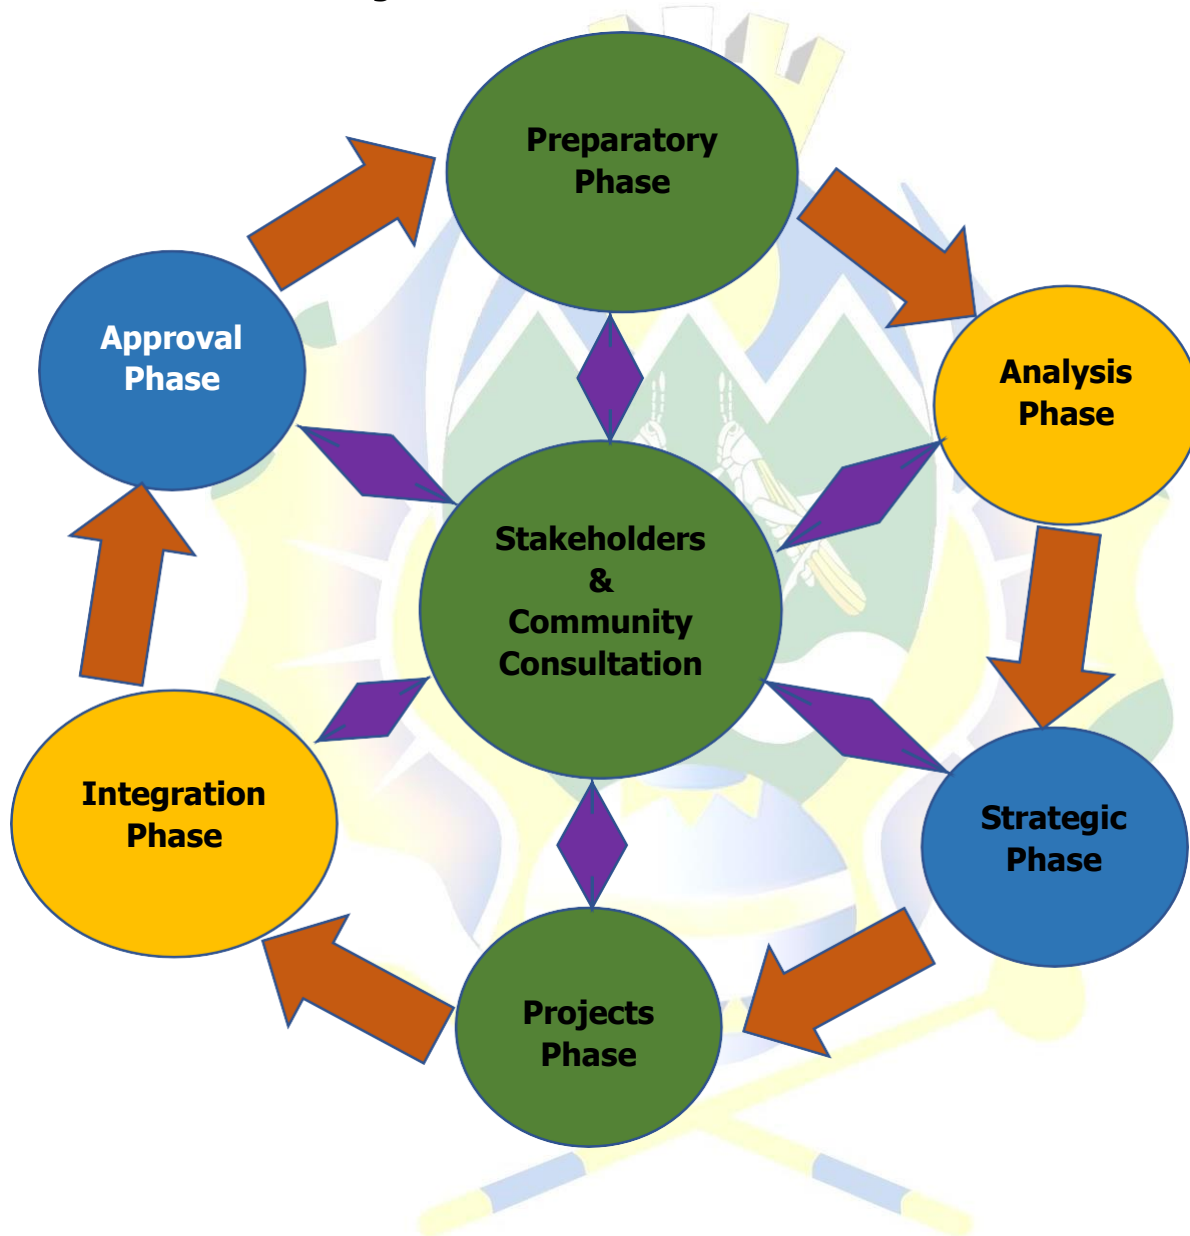 Preparatory
Phase
Approval
Phase
Analysis
Phase
Stakeholders
&
Community
Consultation
Integration
Phase
Strategic
Phase
Projects
Phase